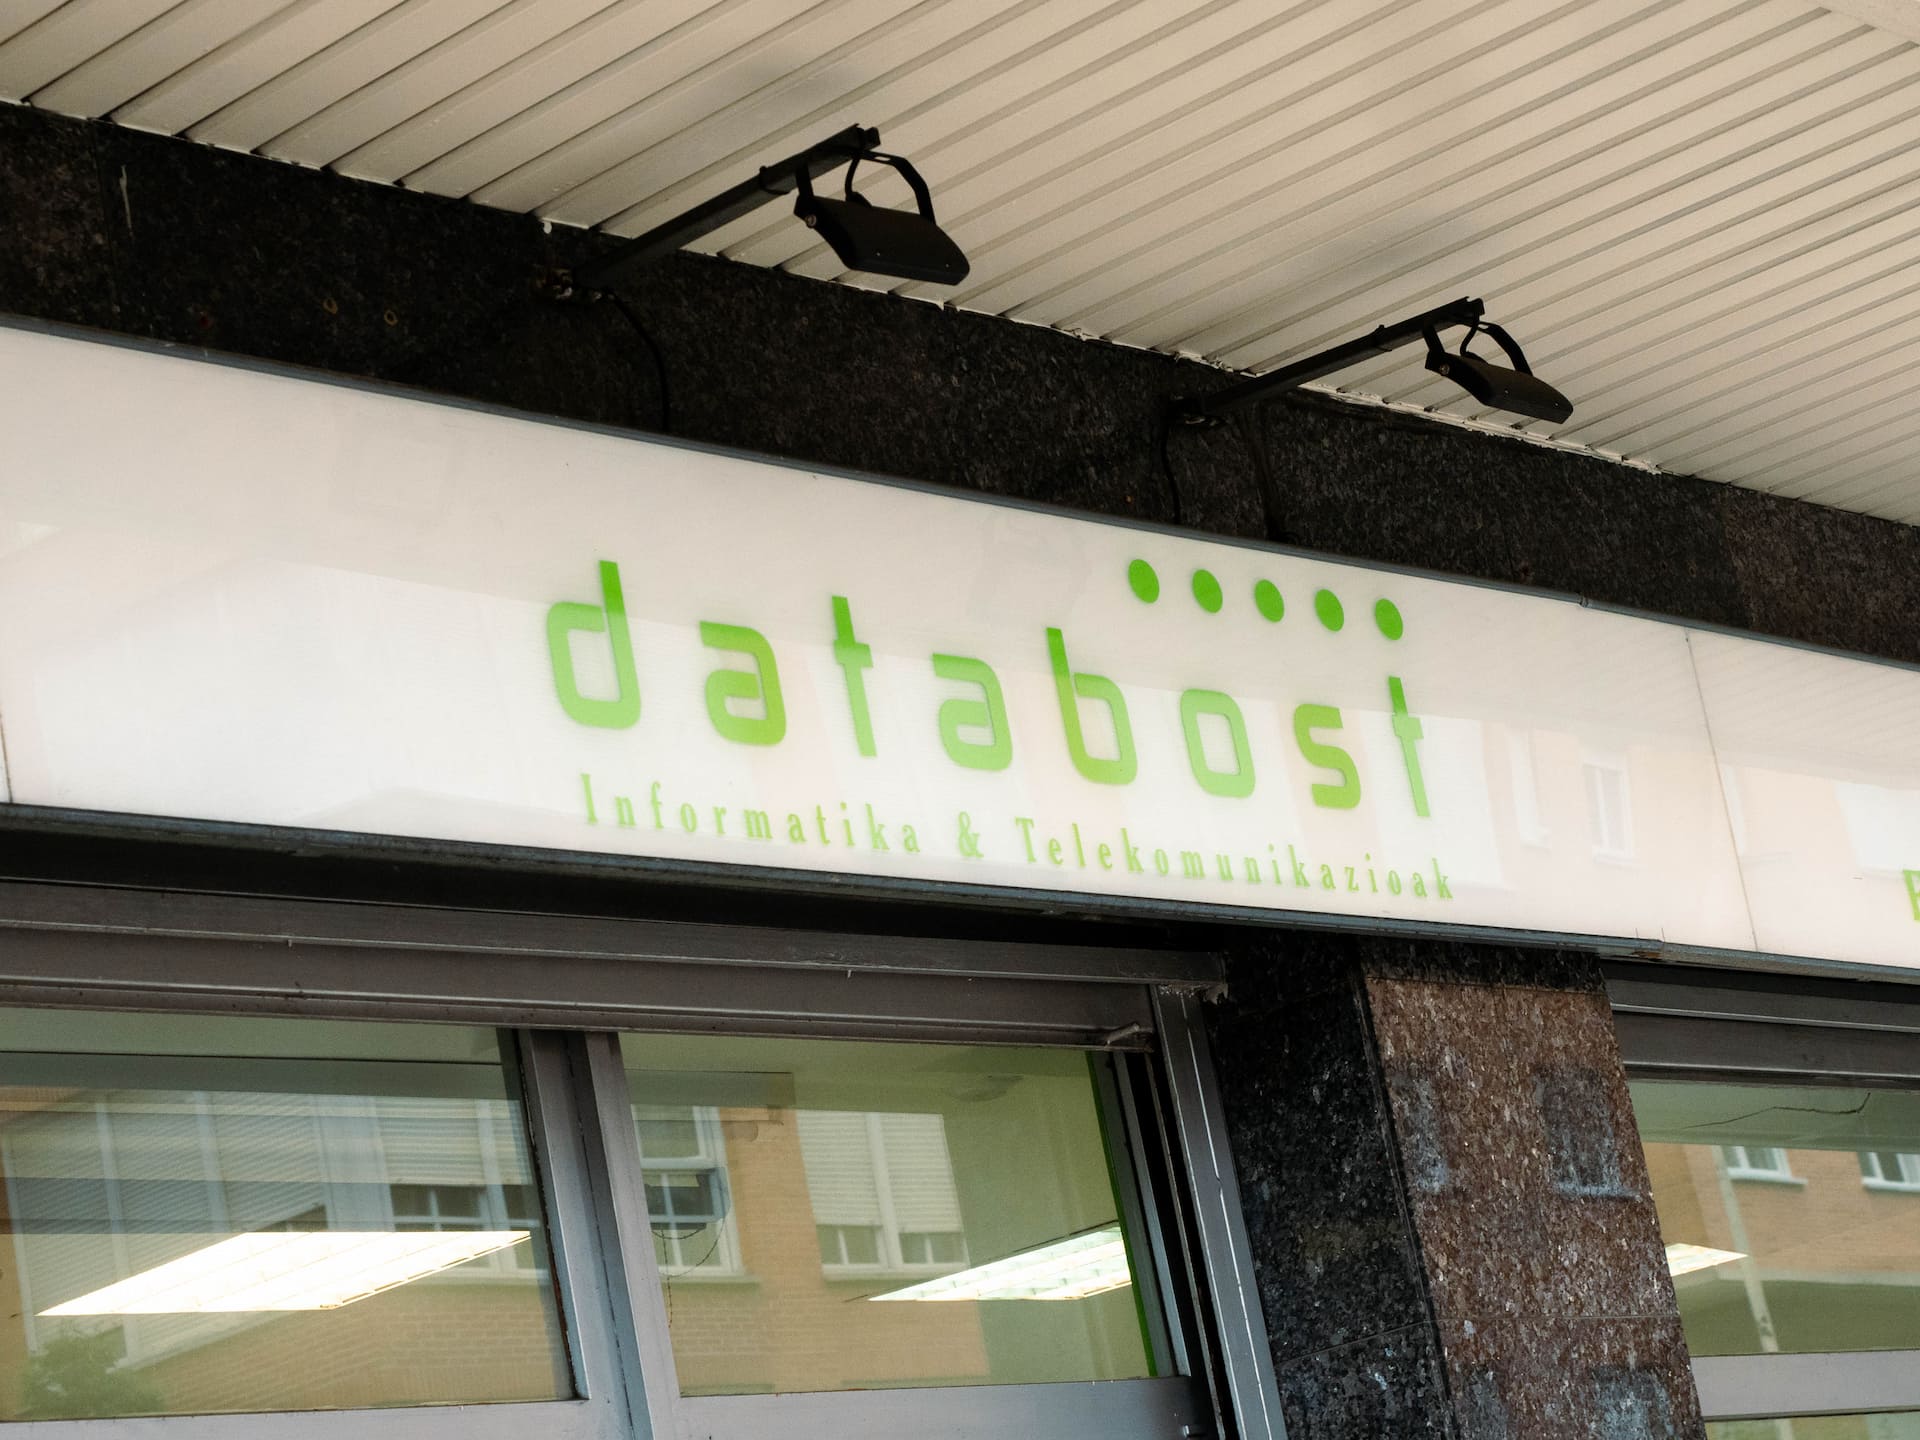 databost
Informatika & Telekomunikazioak